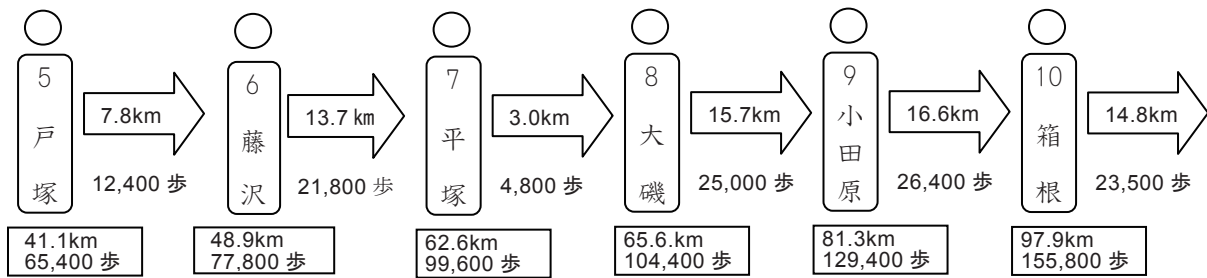 5 戸塚
7.8km
12,400 歩
41.1km
65,400 歩
6 藤沢
13.7 km
21,800 歩
48.9km
77,800 歩
7 平塚
3.0km
4,800 歩
62.6km
99,600 歩
8 大磯
15.7km
25,000 歩
65.6.km
104,400 歩
9 小田原
16.6km
26,400 歩
81.3km
129,400 歩
10 箱根
14.8km
23,500 歩
97.9km
155,800 歩